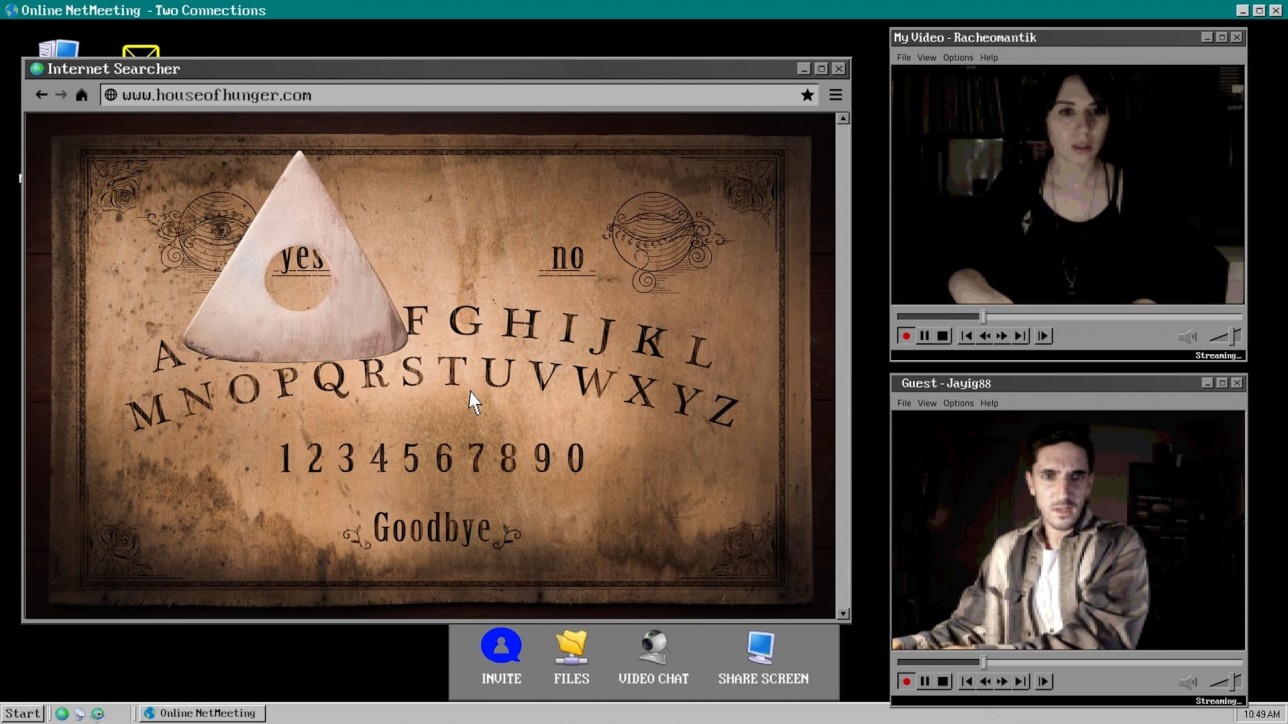 Online NetMeeting - Two Connections
Internet Searcher
www.houseofhunger.com
yes
no
A F G H I J K L
M N O P Q R S T U V W X Y Z
1 2 3 4 5 6 7 8 9 0
Goodbye
INVITE FILES VIDEO CHAT SHARE SCREEN
My Video - Racheomantik
File View Options Help
Streaming...
Guest - Jayig88
File View Options Help
Streaming...
Start
Online NetMeeting
10:49 AM